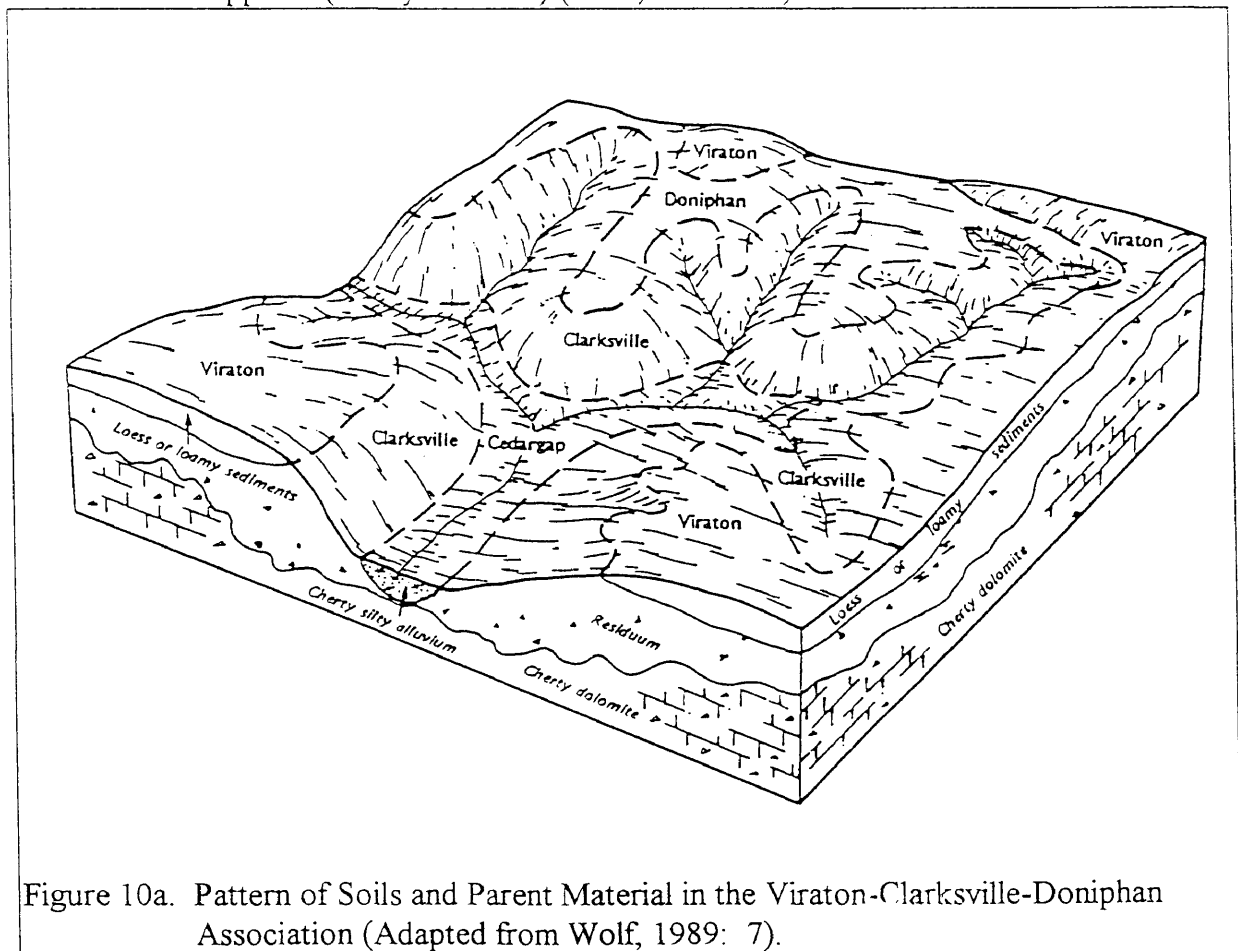 Viraton
Doniphan
Viraton
Clarksville
Viraton
Clarksville
Cedargap
Clarksville
Viraton
Loess or loamy sediments
Loess or loamy sediments
Cherty silty alluvium
Residuum
Cherty dolomite
Cherty dolomite
Figure 10a. Pattern of Soils and Parent Material in the Viraton-Clarksville-Doniphan
Association (Adapted from Wolf, 1989: 7).